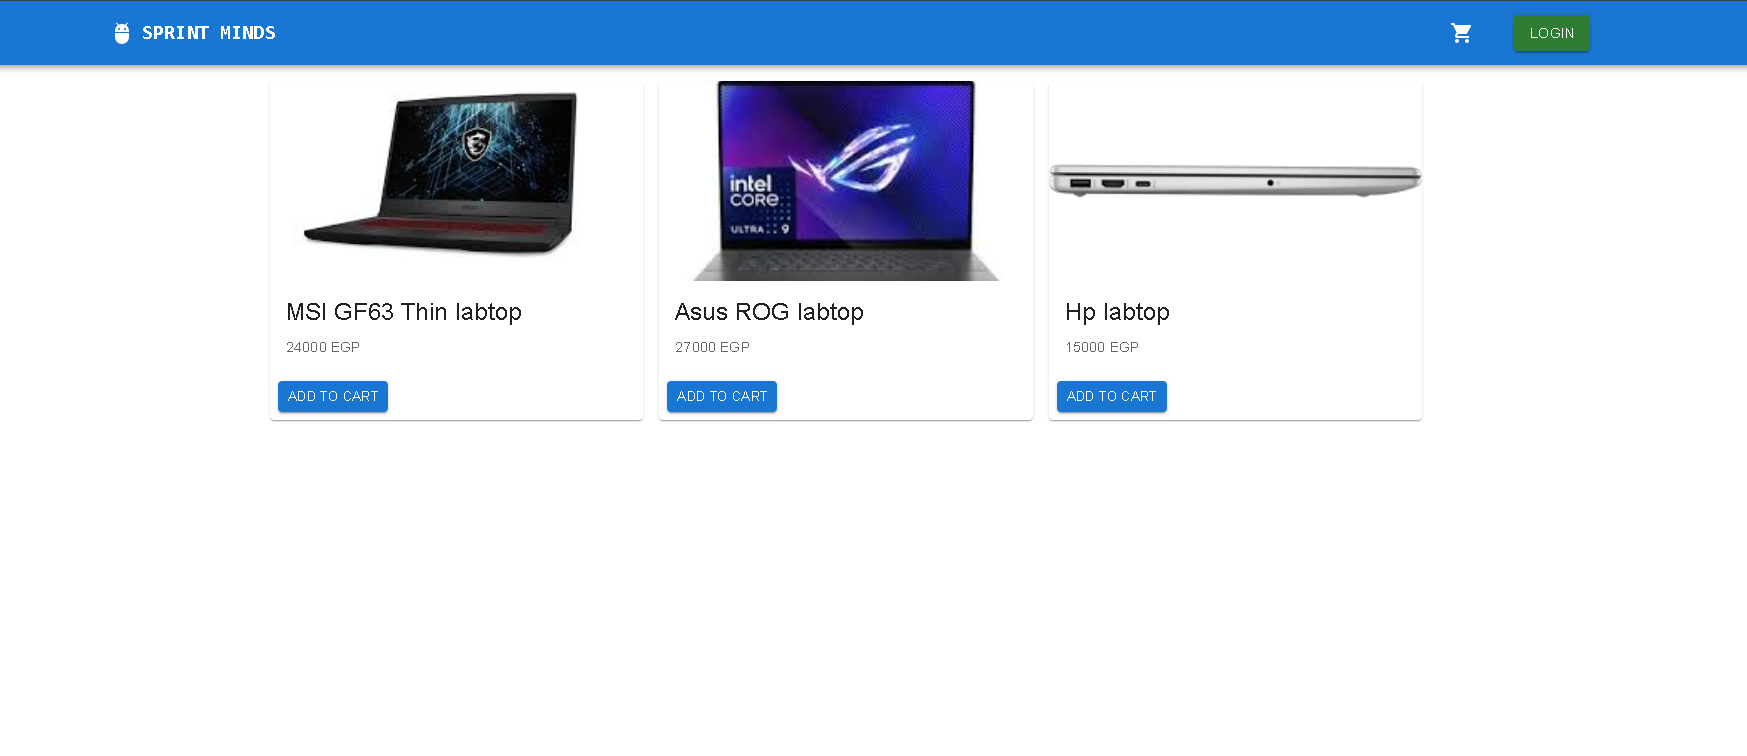 SPRINT MINDS
LOGIN
intel
CORE
ULTRA 9
MSI GF63 Thin labtop
Asus ROG labtop
Hp labtop
24000 EGP
27000 EGP
15000 EGP
ADD TO CART
ADD TO CART
ADD TO CART